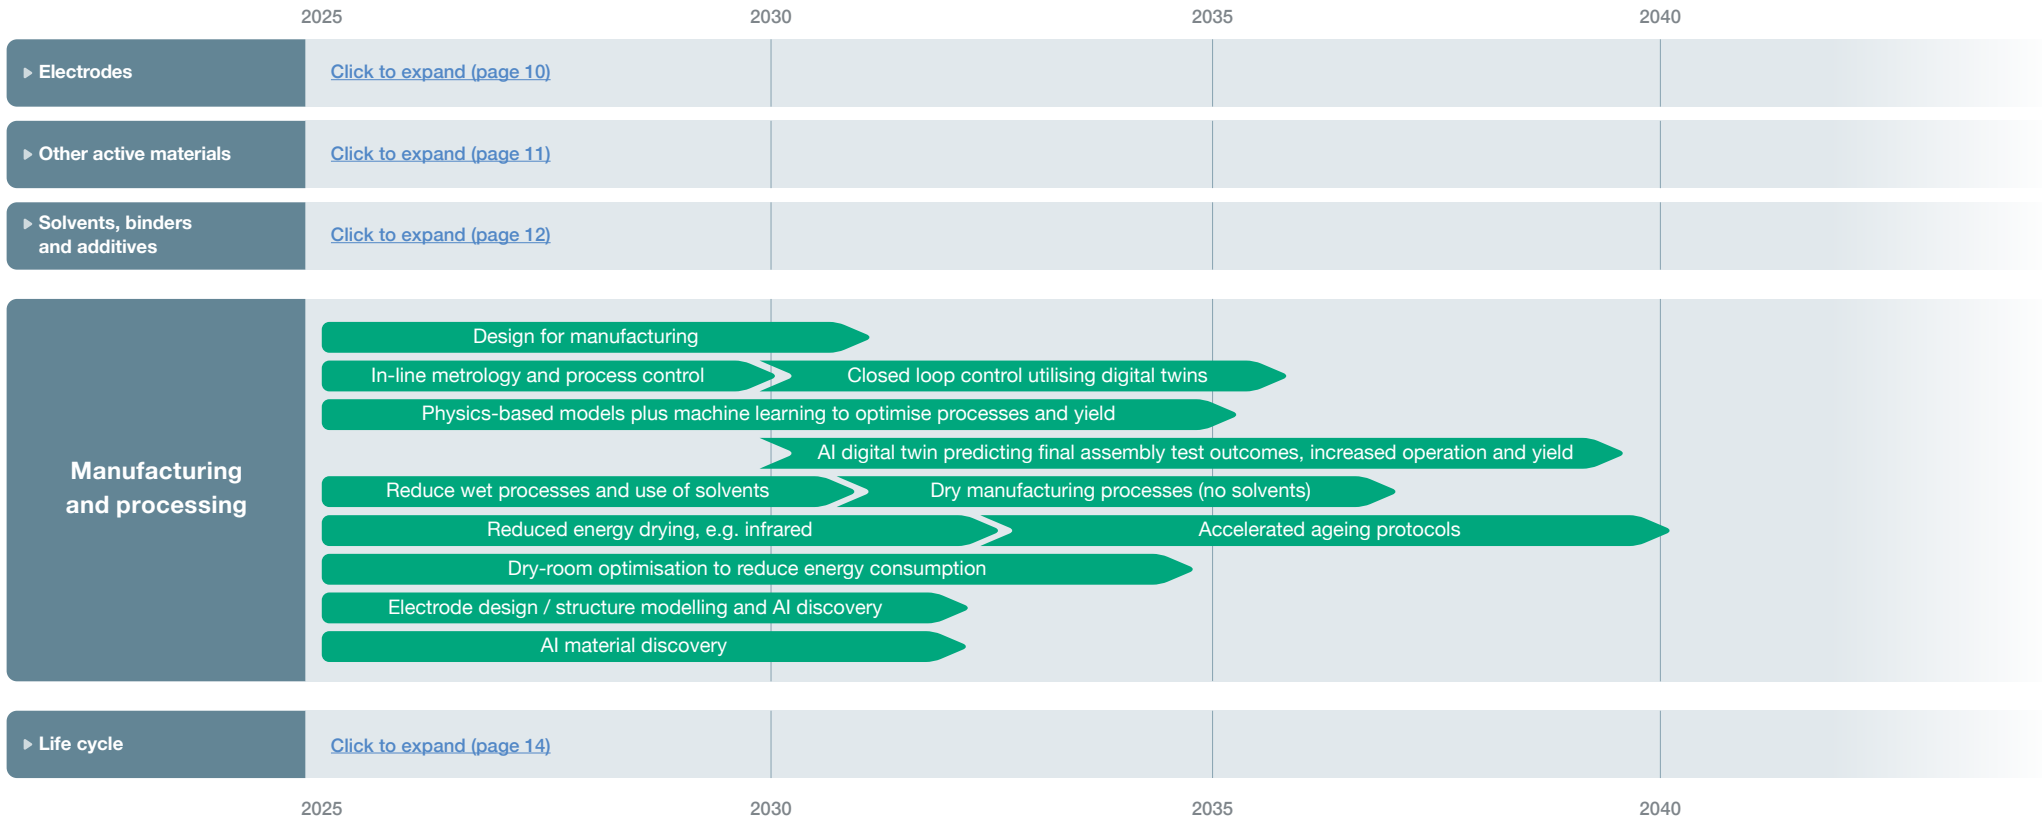 2025 2030 2035 2040
Electrodes
Click to expand (page 10)
Other active materials
Click to expand (page 11)
Solvents, binders
and additives
Click to expand (page 12)
Manufacturing
and processing
Design for manufacturing
In-line metrology and process control
Closed loop control utilising digital twins
Physics-based models plus machine learning to optimise processes and yield
AI digital twin predicting final assembly test outcomes, increased operation and yield
Reduce wet processes and use of solvents
Dry manufacturing processes (no solvents)
Reduced energy drying, e.g. infrared
Accelerated ageing protocols
Dry-room optimisation to reduce energy consumption
Electrode design / structure modelling and AI discovery
AI material discovery
Life cycle
Click to expand (page 14)
2025 2030 2035 2040